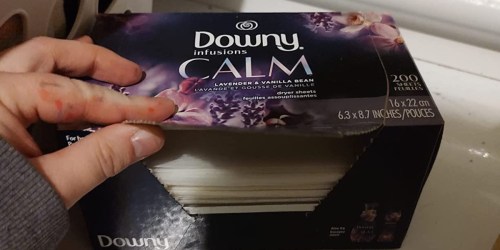 Downy
infusions
CALM
LAVENDER & VANILLA BEAN
LAVANDE ET GOUSSE DE VANILLE
dryer sheets
feuilles assouplissantes
200
SHEETS
FEUILLES
16 x 22 cm
6.3 x 8.7 INCHES/POUCES
Downy